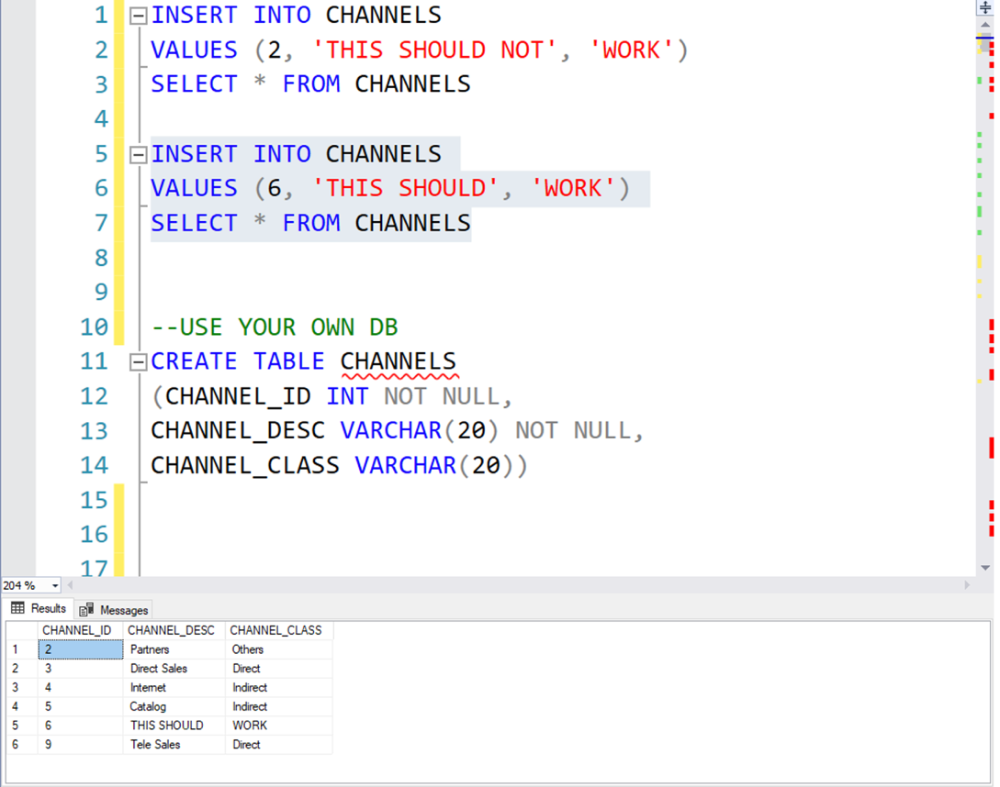 1 INSERT INTO CHANNELS
2 VALUES (2, 'THIS SHOULD NOT', 'WORK')
3 SELECT * FROM CHANNELS
4
5 INSERT INTO CHANNELS
6 VALUES (6, 'THIS SHOULD', 'WORK')
7 SELECT * FROM CHANNELS
8
9
10 --USE YOUR OWN DB
11 CREATE TABLE CHANNELS
12 (CHANNEL_ID INT NOT NULL,
13 CHANNEL_DESC VARCHAR(20) NOT NULL,
14 CHANNEL_CLASS VARCHAR(20))
15
16
17
204 %
Results Messages
CHANNEL_ID CHANNEL_DESC CHANNEL_CLASS
1 2 Partners Others
2 3 Direct Sales Direct
3 4 Internet Indirect
4 5 Catalog Indirect
5 6 THIS SHOULD WORK
6 9 Tele Sales Direct